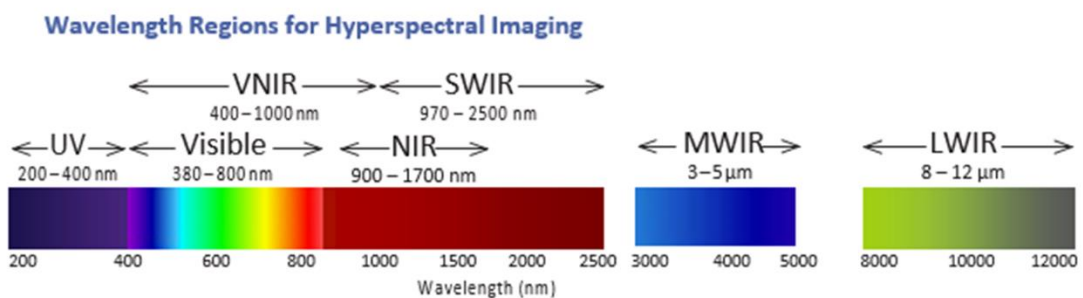 Wavelength Regions for Hyperspectral Imaging
VNIR SWIR
400–1000 nm 970–2500 nm
UV Visible NIR MWIR LWIR
200–400 nm 380–800 nm 900–1700 nm 3–5 µm 8–12 µm
200 400 600 800 1000 1500 2000 2500 3000 4000 5000 8000 10000 12000
Wavelength (nm)